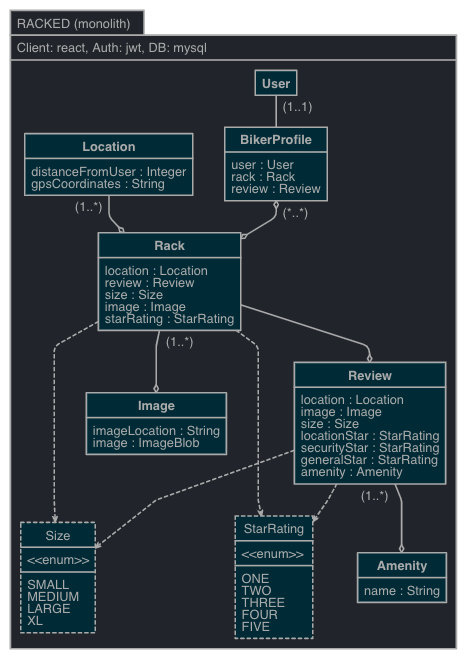 RACKED (monolith)
Client: react, Auth: jwt, DB: mysql
User
(1..1)
BikerProfile
user : User
rack : Rack
review : Review
(*..*)
Location
distanceFromUser : Integer
gpsCoordinates : String
(1..*)
Rack
location : Location
review : Review
size : Size
image : Image
starRating : StarRating
(1..*)
Image
imageLocation : String
image : ImageBlob
Review
location : Location
image : Image
size : Size
locationStar : StarRating
securityStar : StarRating
generalStar : StarRating
amenity : Amenity
(1..*)
Size
<<enum>>
SMALL
MEDIUM
LARGE
XL
StarRating
<<enum>>
ONE
TWO
THREE
FOUR
FIVE
Amenity
name : String